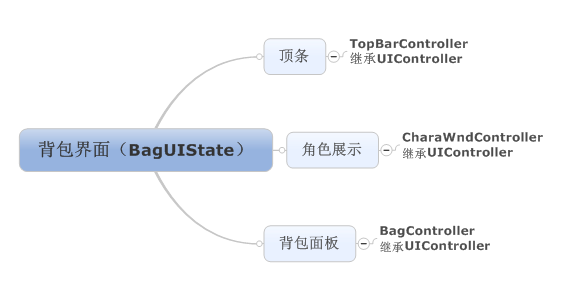 顶条
TopBarController
继承UIController
背包界面（BagUIState）
角色展示
CharaWndController
继承UIController
背包面板
BagController
继承UIController